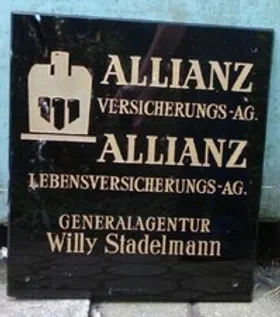 ALLIANZ
VERSICHERUNGS-AG.
ALLIANZ
LEBENSVERSICHERUNGS-AG.
GENERALAGENTUR
Willy Stadelmann